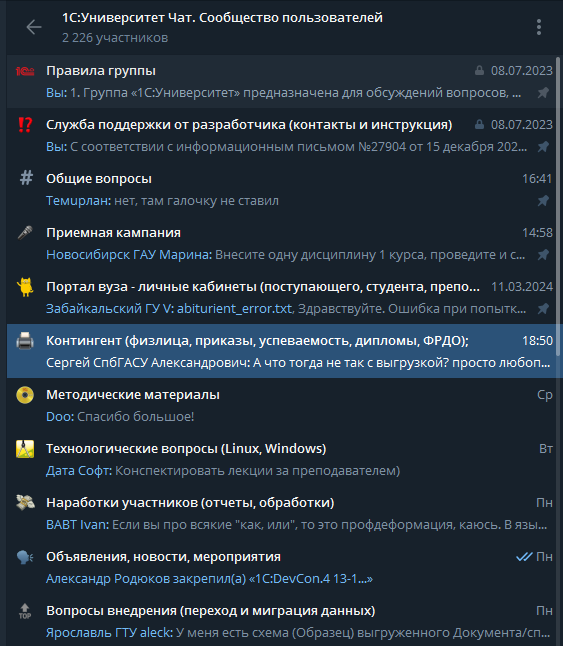 1С:Университет Чат. Сообщество пользователей
2 226 участников
Правила группы 08.07.2023
Вы: 1. Группа «1С:Университет» предназначена для обсуждений вопросов, ...
Служба поддержки от разработчика (контакты и инструкция) 08.07.2023
Вы: С соответствии с информационным письмом №27904 от 15 декабря 202...
# Общие вопросы 16:41
Темuрлан: нет, там галочку не ставил
Приемная кампания 14:58
Новосибирск ГАУ Марина: Внесите одну дисциплину 1 курса, проведите и с...
Портал вуза - личные кабинеты (поступающего, студента, препо... 11.03.2024
Забайкальский ГУ V: abiturient_error.txt, Здравствуйте. Ошибка при попытк...
Контингент (физлица, приказы, успеваемость, дипломы, ФРДО); 18:50
Сергей СпбГАСУ Александрович: А что тогда не так с выгрузкой? просто любоп...
Методические материалы Ср
Doo: Спасибо большое!
Технологические вопросы (Linux, Windows) Вт
Дата Софт: Конспектировать лекции за преподавателем)
Наработки участников (отчеты, обработки) Пн
ВАВТ Ivan: Если вы про всякие "как, или", то это профдеформация, каюсь. В язы...
Объявления, новости, мероприятия Пн
Александр Родюков закрепил(а) «1C:DevCon.4 13-1...»
TOP Вопросы внедрения (переход и миграция данных) Пн
Ярославль ГТУ aleck: У меня есть схема (Образец) выгруженного Документа/сп...